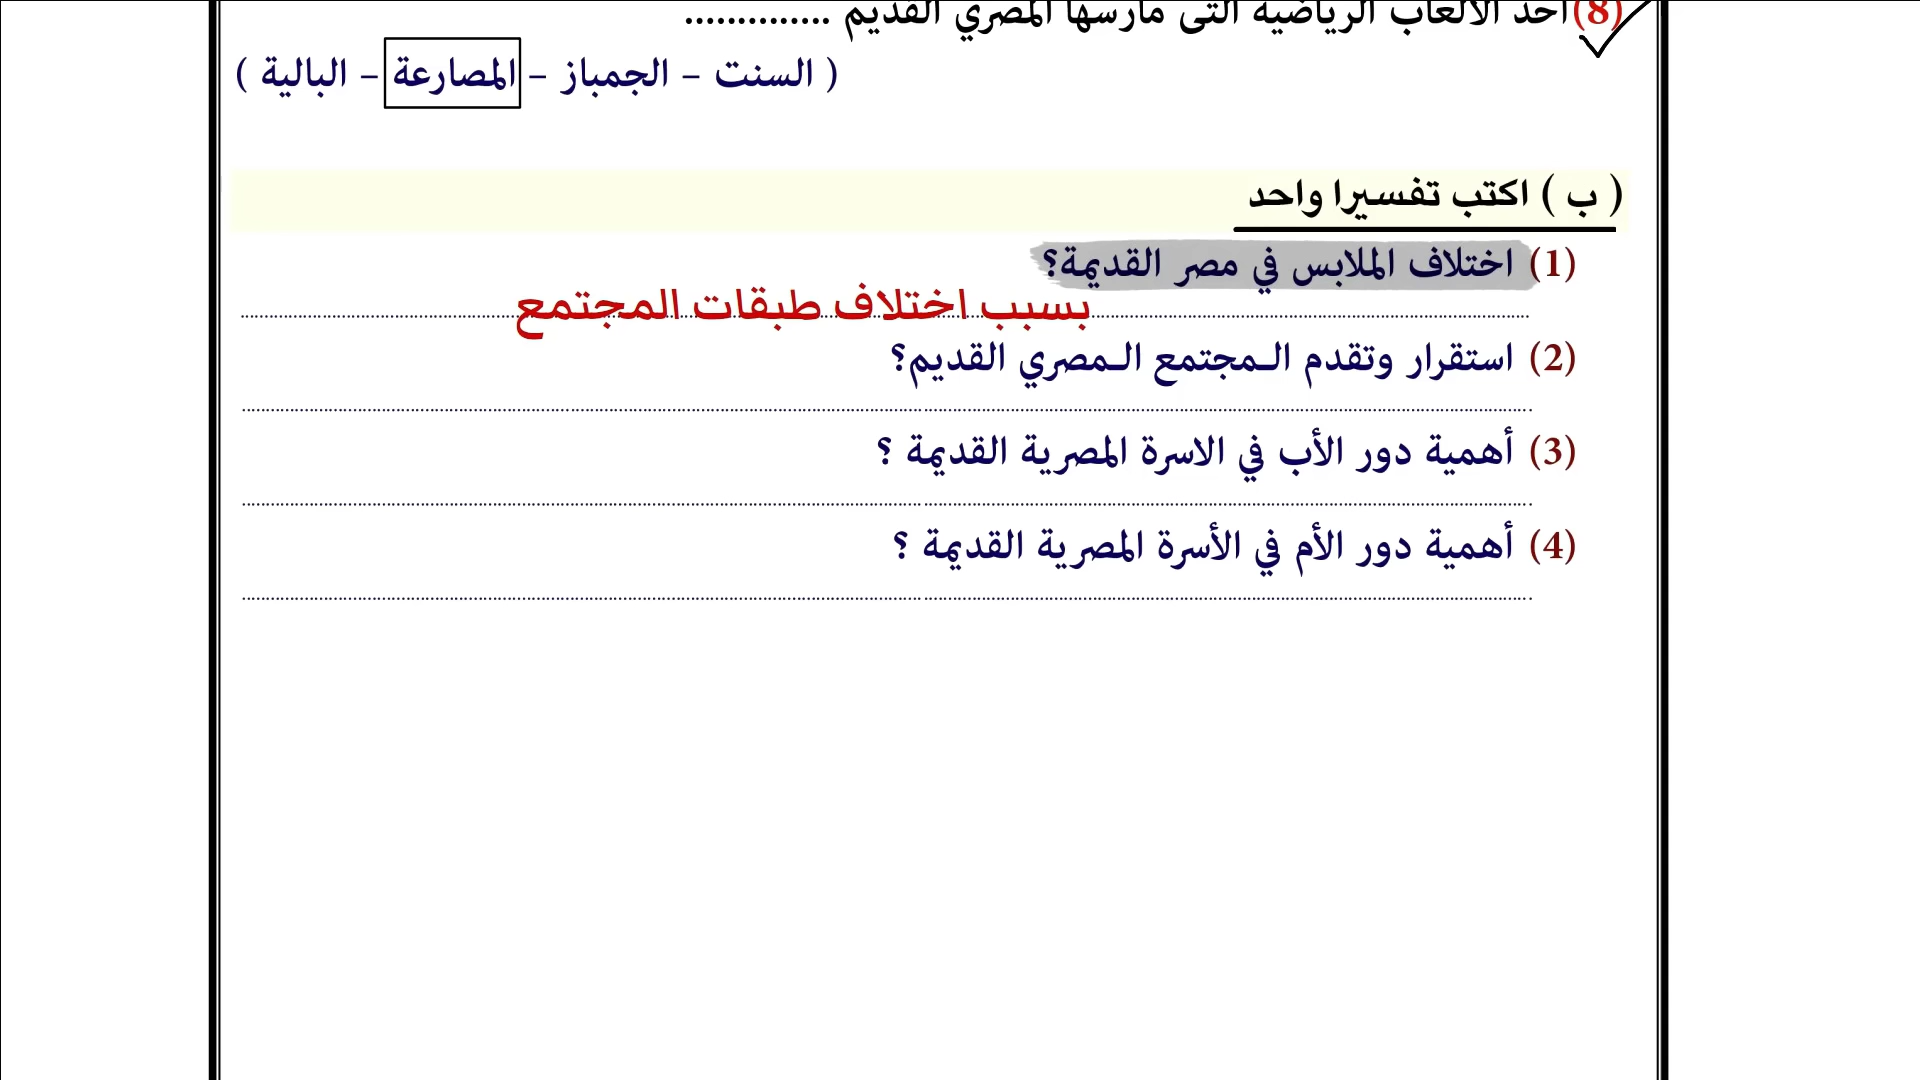 (8) أحد الألعاب الرياضية التى مارسها المصري القديم ..............
( السنت – الجمباز – المصارعة – البالية )
( ب ) اكتب تفسيرا واحد
(1) اختلاف الملابس في مصر القديمة؟
بسبب اختلاف طبقات المجتمع
(2) استقرار وتقدم الـمجتمع الـمصري القديم؟
(3) أهمية دور الأب في الاسرة المصرية القديمة ؟
(4) أهمية دور الأم في الأسرة المصرية القديمة ؟